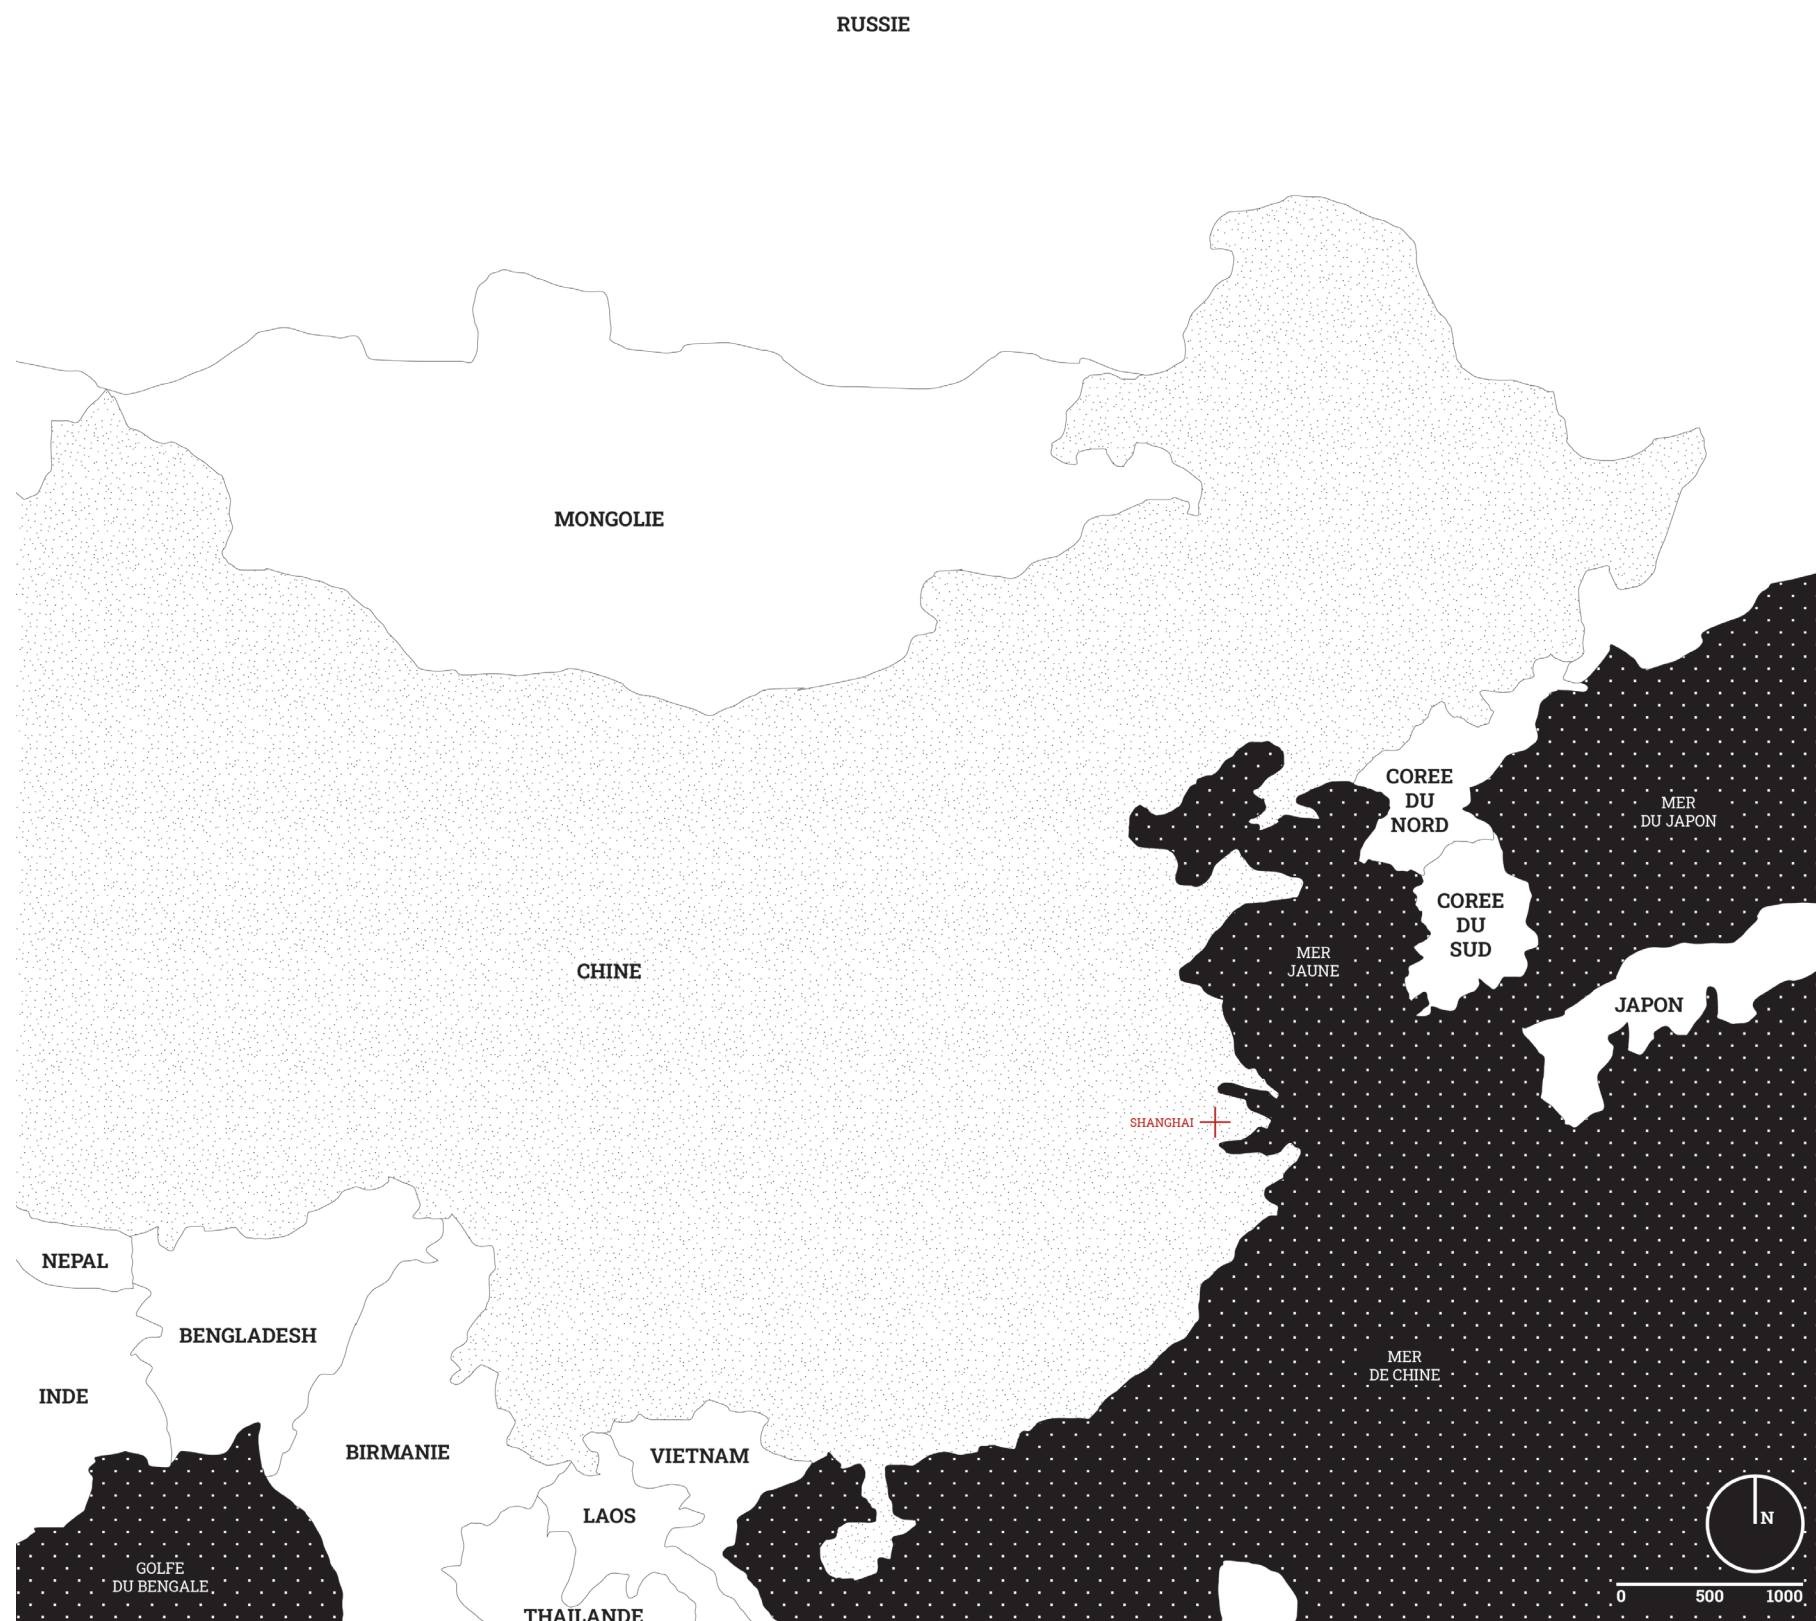 RUSSIE
MONGOLIE
COREE
DU
NORD
MER
DU JAPON
COREE
DU
SUD
MER
JAUNE
CHINE
JAPON
SHANGHAI
NEPAL
BENGLADESH
MER
DE CHINE
INDE
BIRMANIE
VIETNAM
LAOS
N
GOLFE
DU BENGALE
0 500 1000
THAILANDE